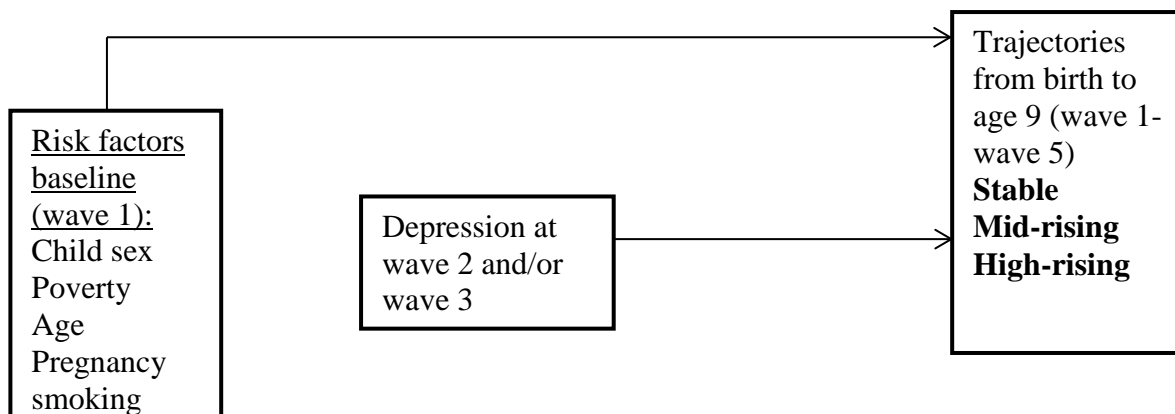 Risk factors
baseline
(wave 1):
Child sex
Poverty
Age
Pregnancy
smoking
Depression at
wave 2 and/or
wave 3
Trajectories
from birth to
age 9 (wave 1-
wave 5)
Stable
Mid-rising
High-rising